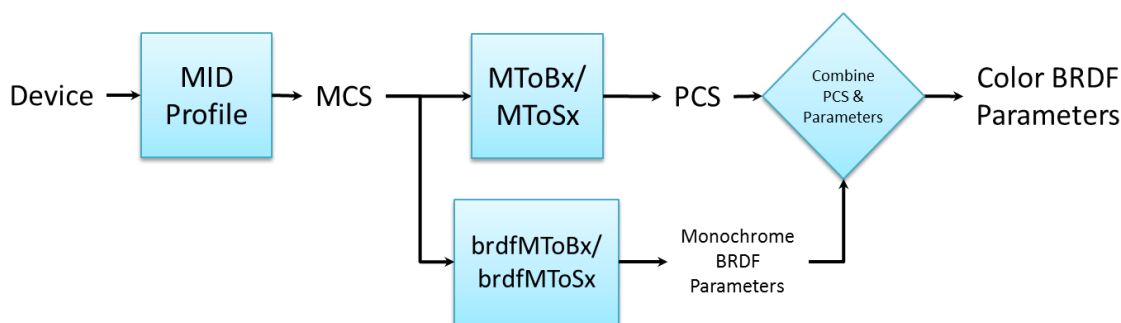 Device
MID
Profile
MCS
MToBx/
MToSx
PCS
Combine
PCS &
Parameters
Color BRDF
Parameters
brdfMToBx/
brdfMToSx
Monochrome
BRDF
Parameters